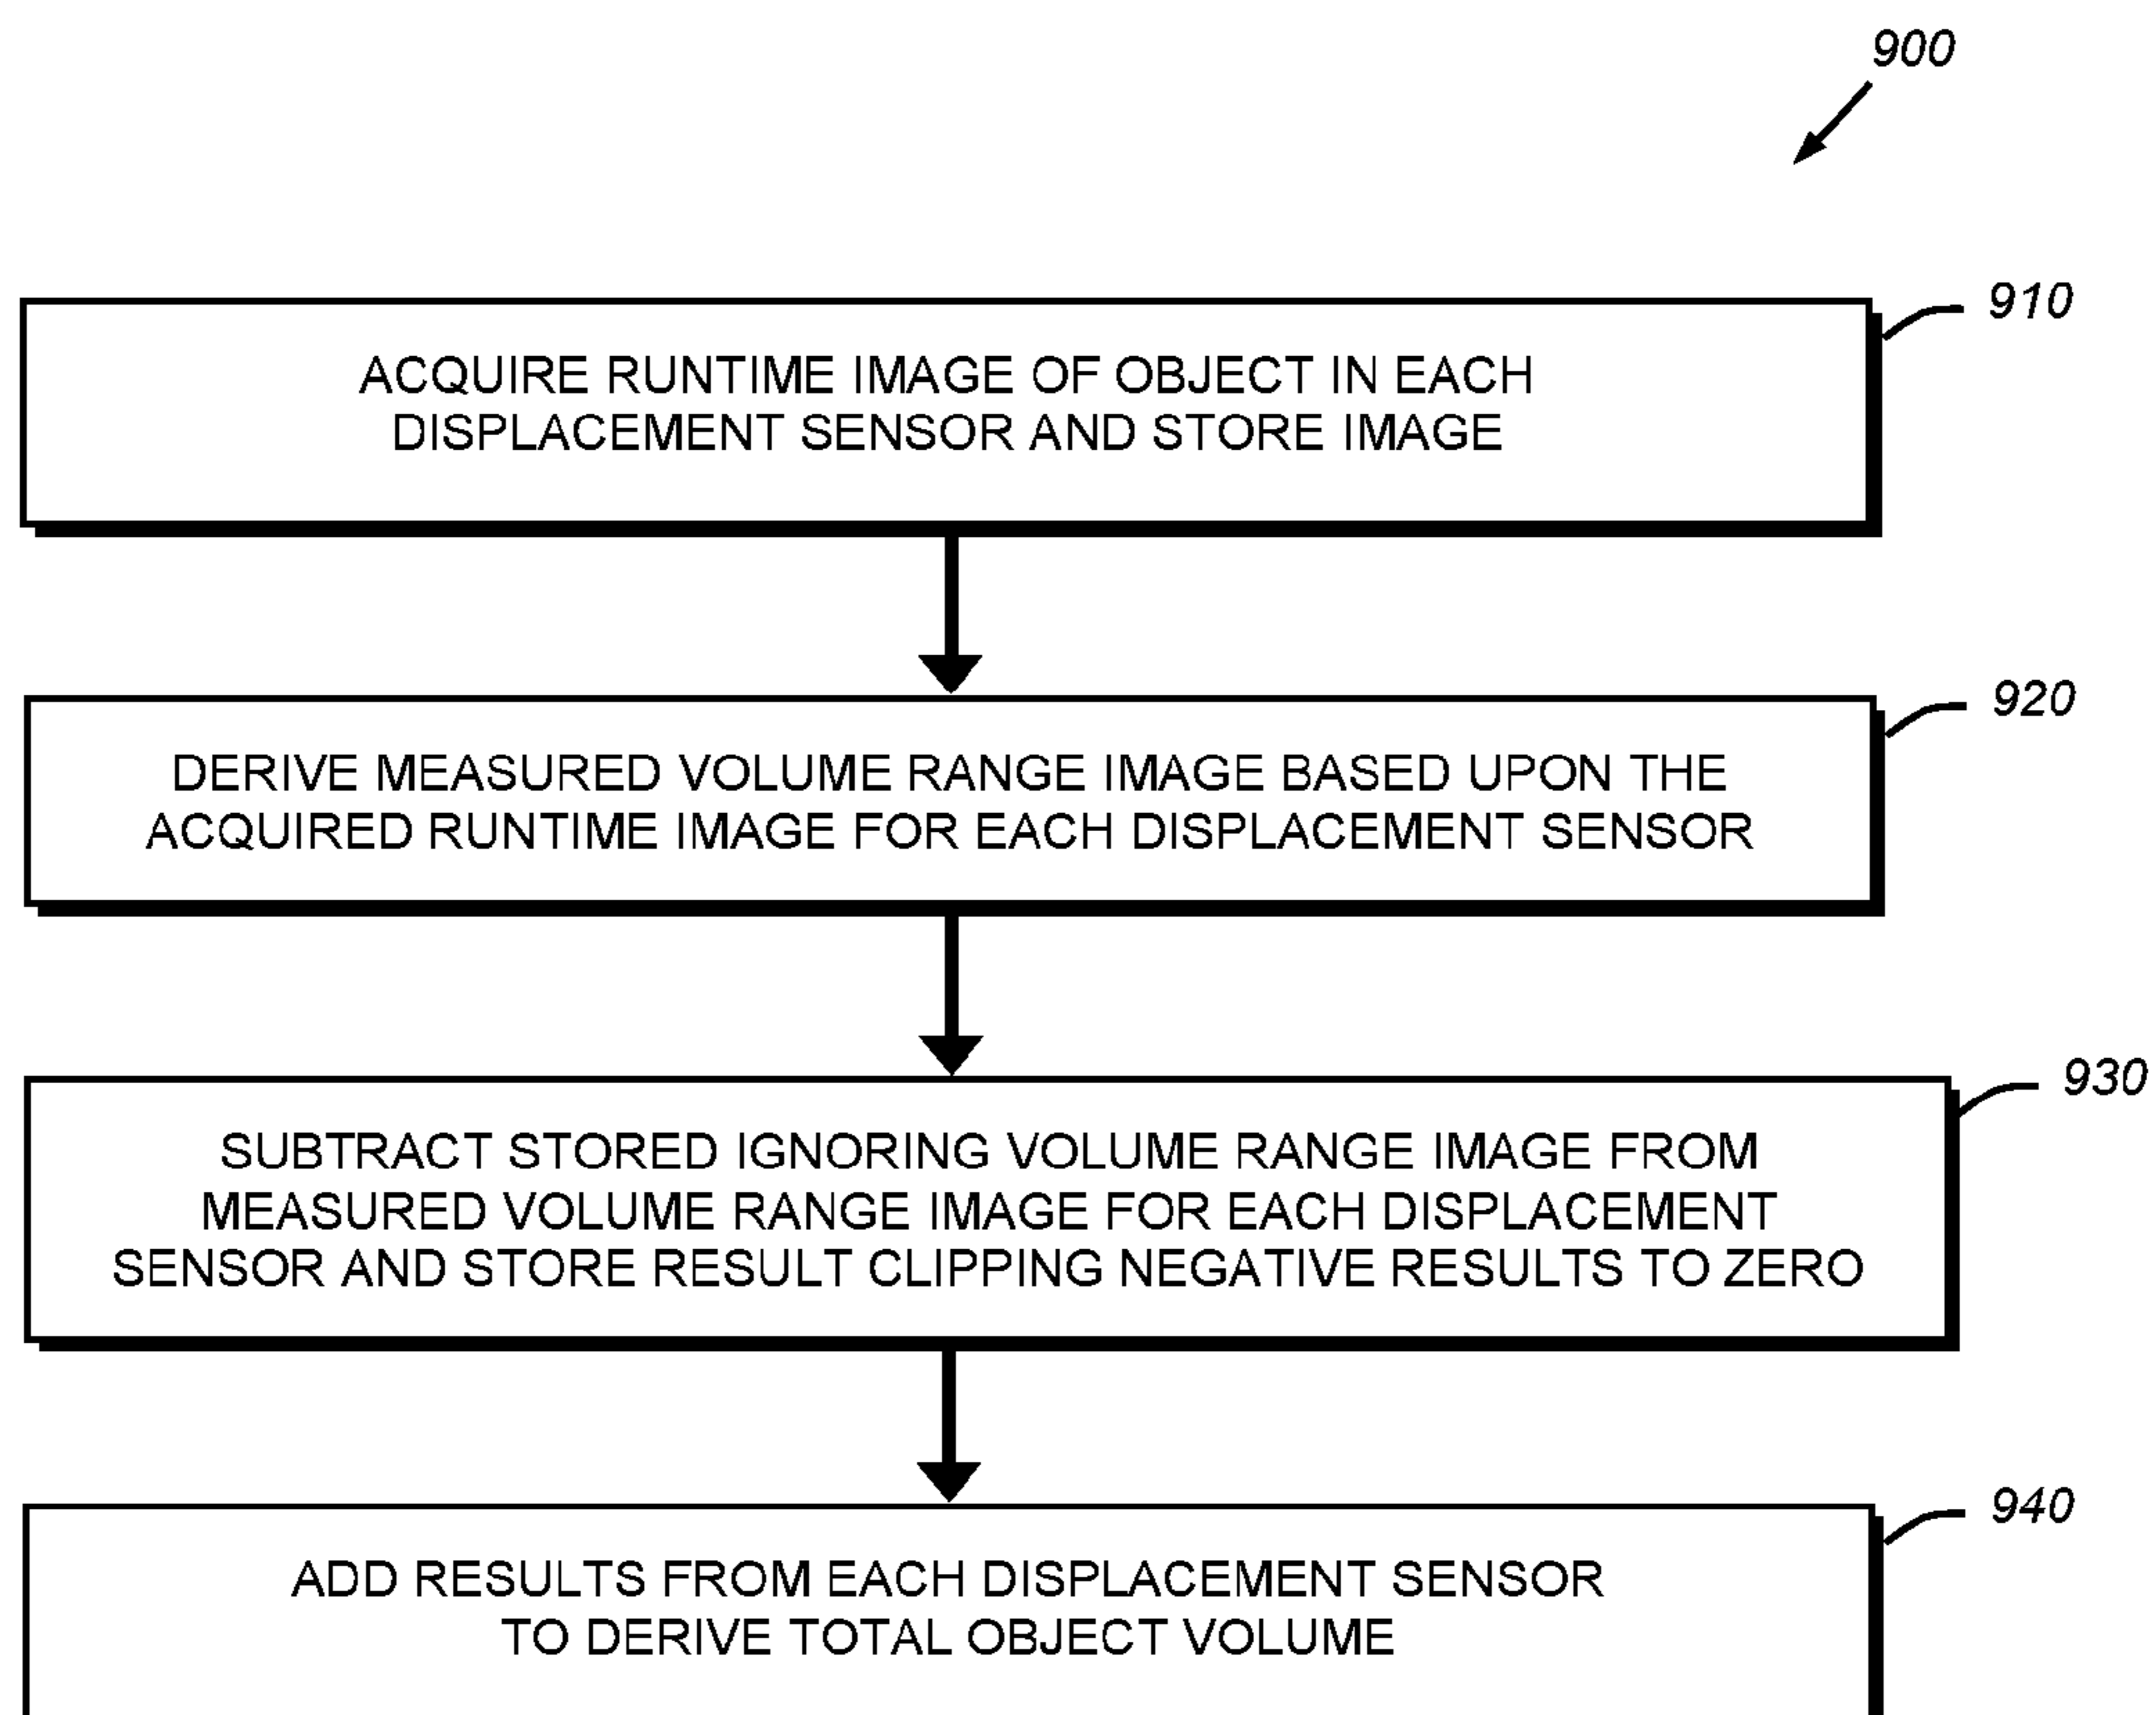 900
910
ACQUIRE RUNTIME IMAGE OF OBJECT IN EACH
DISPLACEMENT SENSOR AND STORE IMAGE
920
DERIVE MEASURED VOLUME RANGE IMAGE BASED UPON THE
ACQUIRED RUNTIME IMAGE FOR EACH DISPLACEMENT SENSOR
930
SUBTRACT STORED IGNORING VOLUME RANGE IMAGE FROM
MEASURED VOLUME RANGE IMAGE FOR EACH DISPLACEMENT
SENSOR AND STORE RESULT CLIPPING NEGATIVE RESULTS TO ZERO
940
ADD RESULTS FROM EACH DISPLACEMENT SENSOR
TO DERIVE TOTAL OBJECT VOLUME